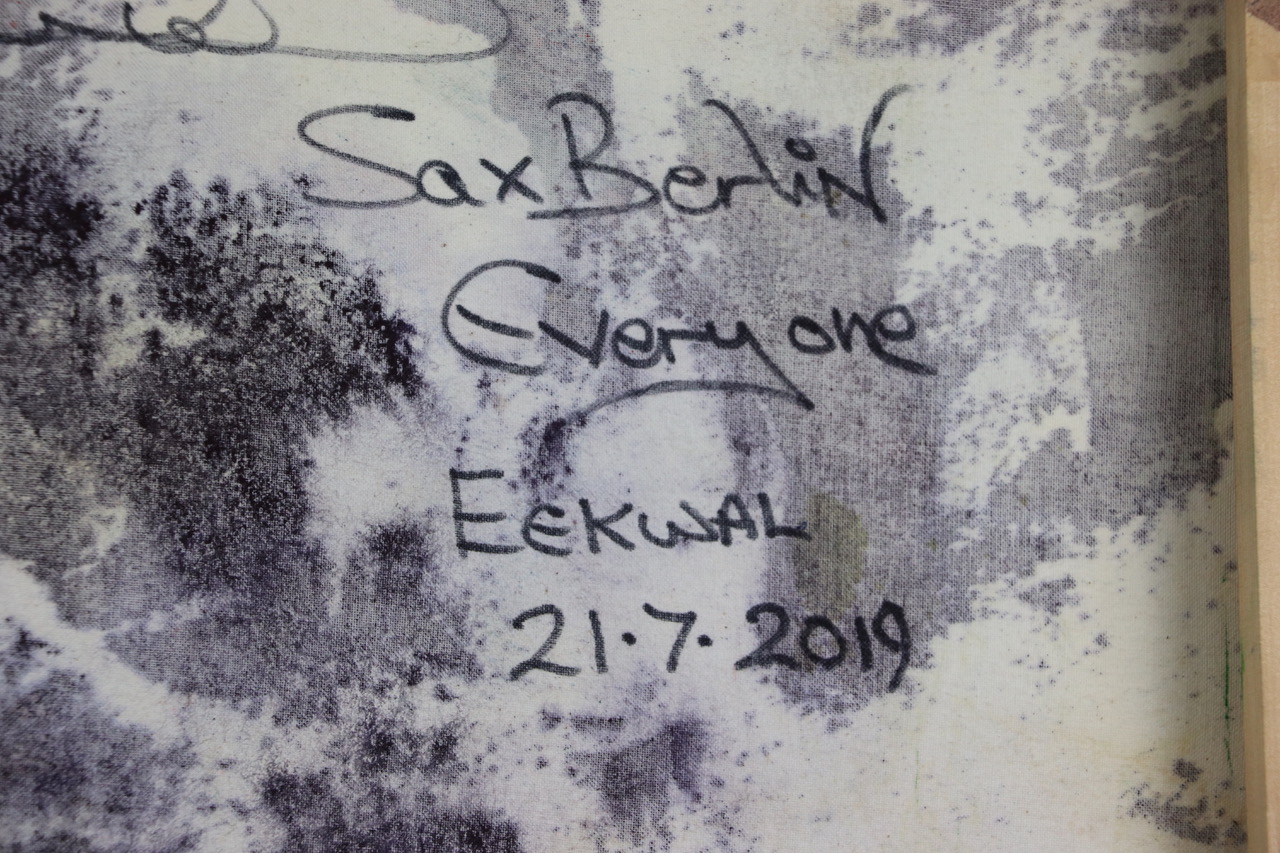 Sax Berlin
Everyone
EEKWAL
21.7.2019